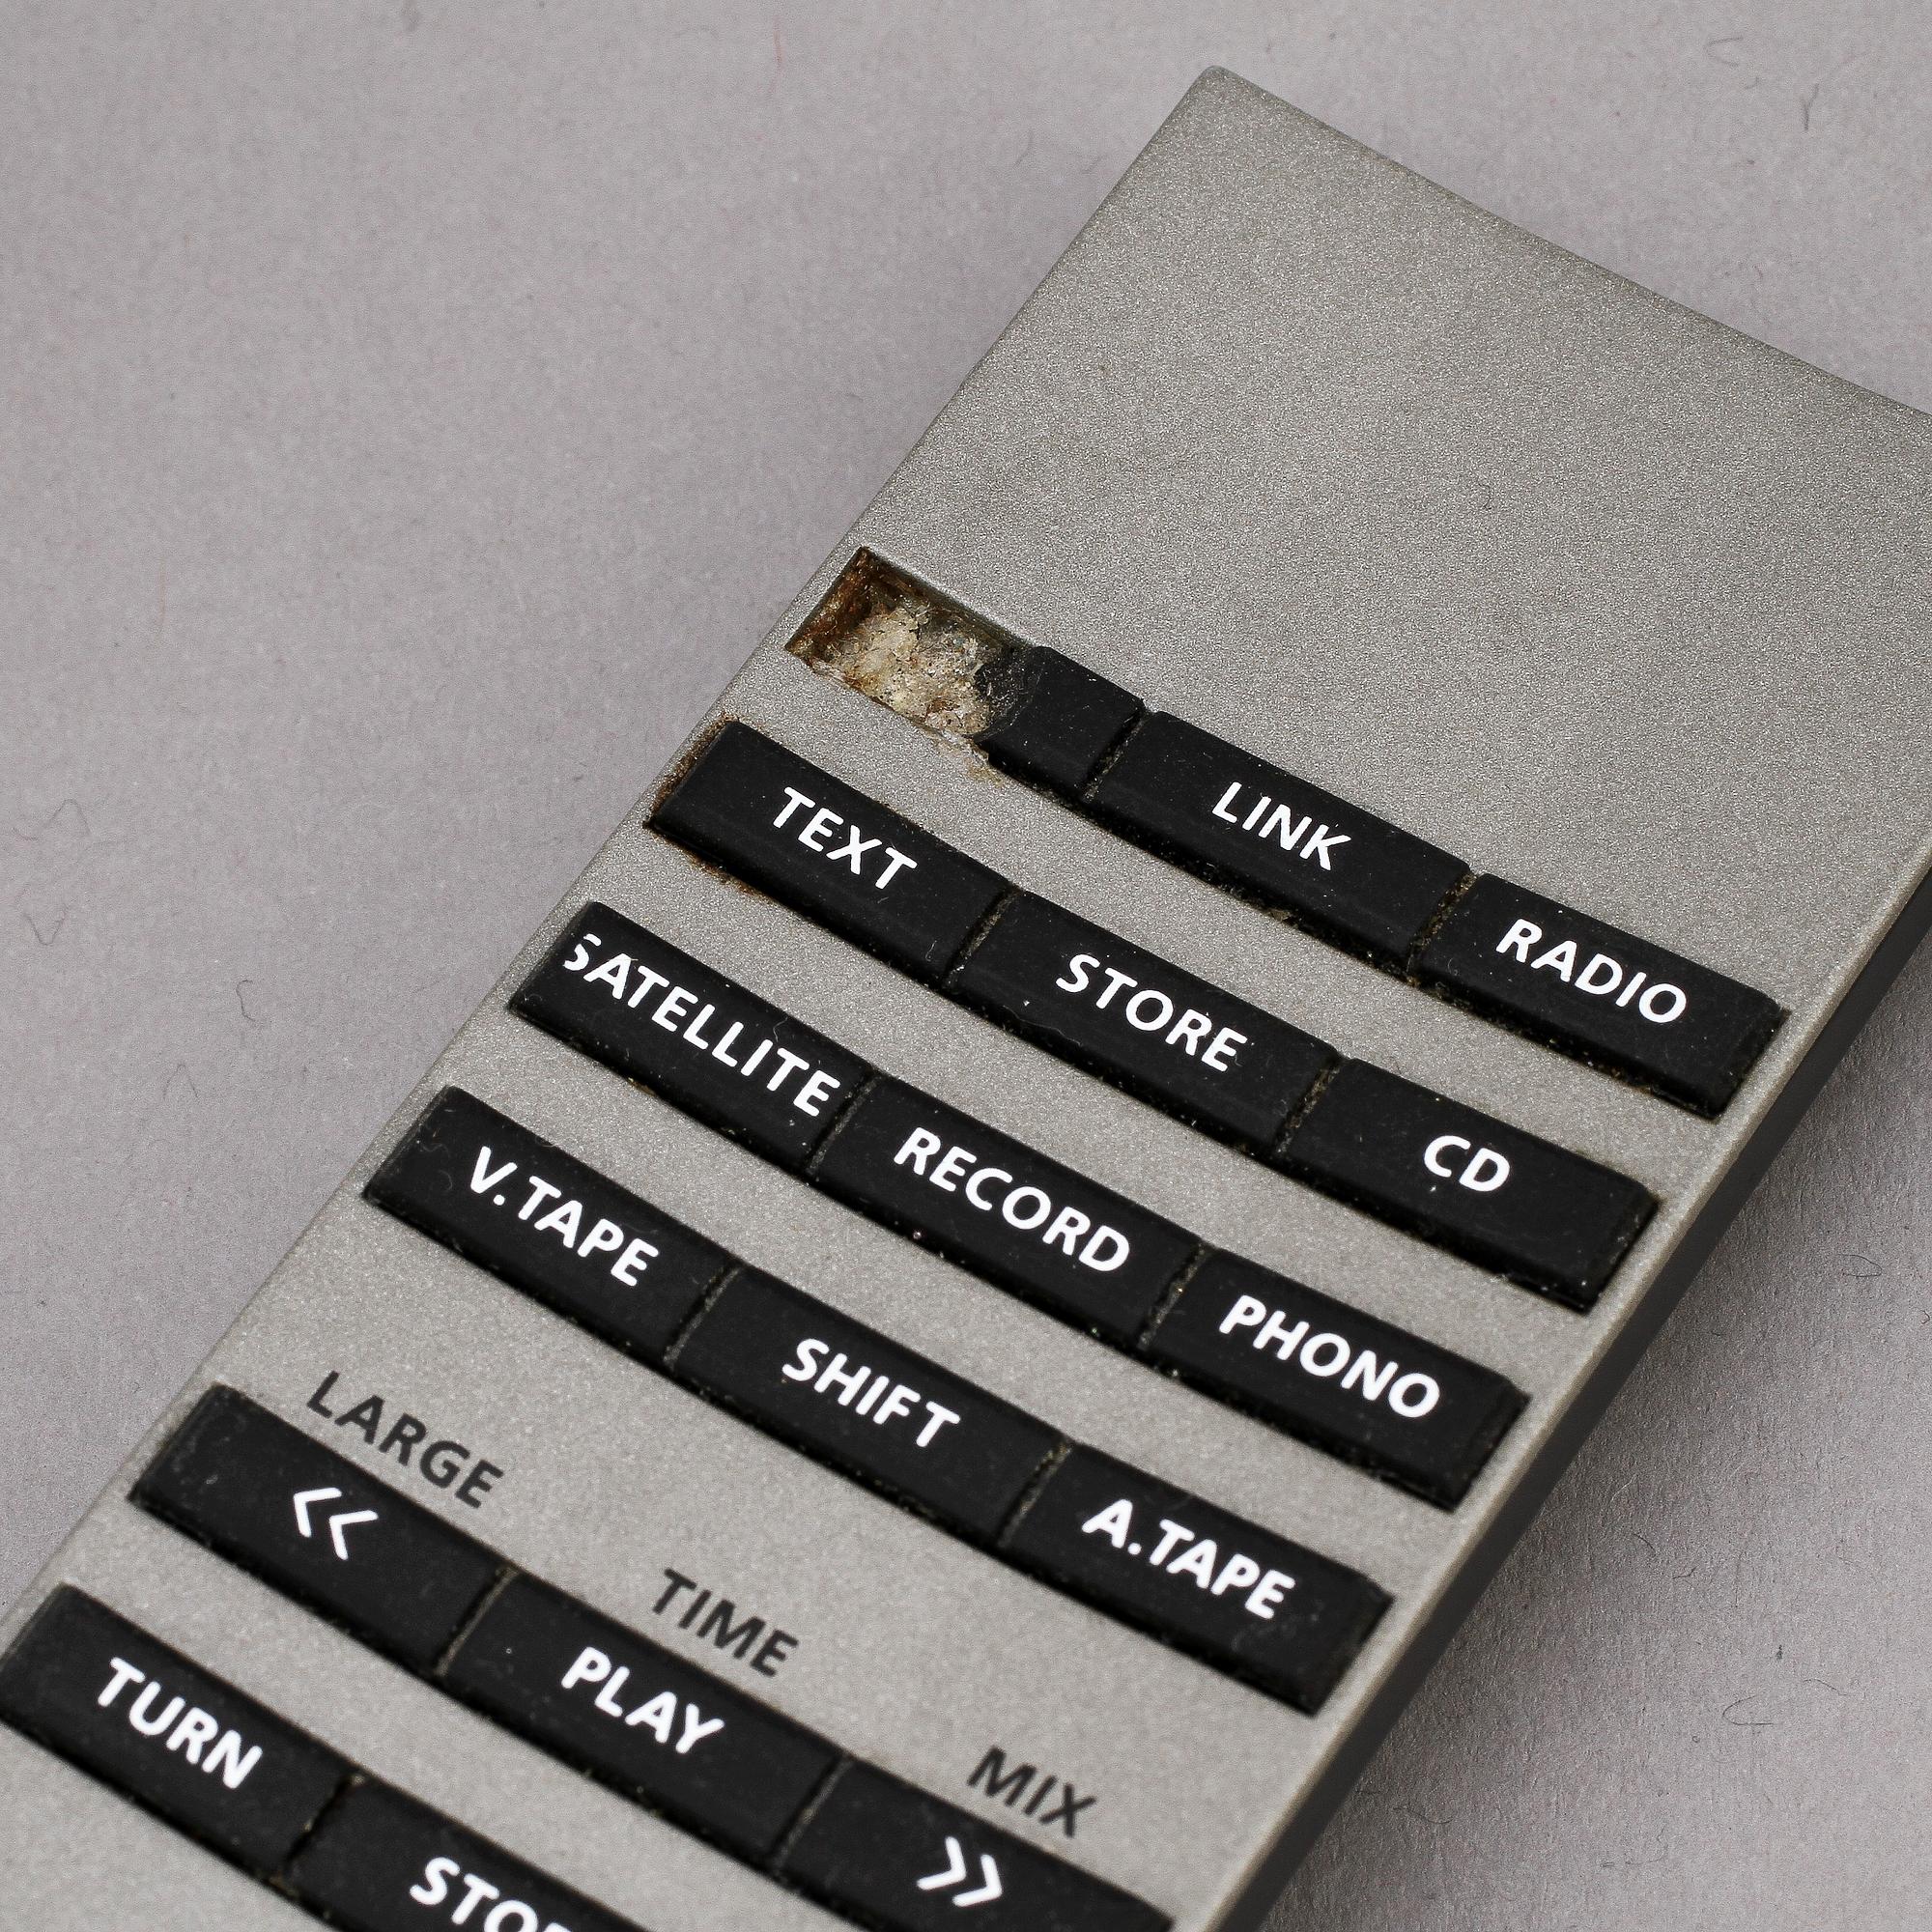 LINK RADIO
TEXT STORE CD
SATELLITE RECORD PHONO
V.TAPE SHIFT A.TAPE
LARGE TIME MIX
<< PLAY >>
TURN